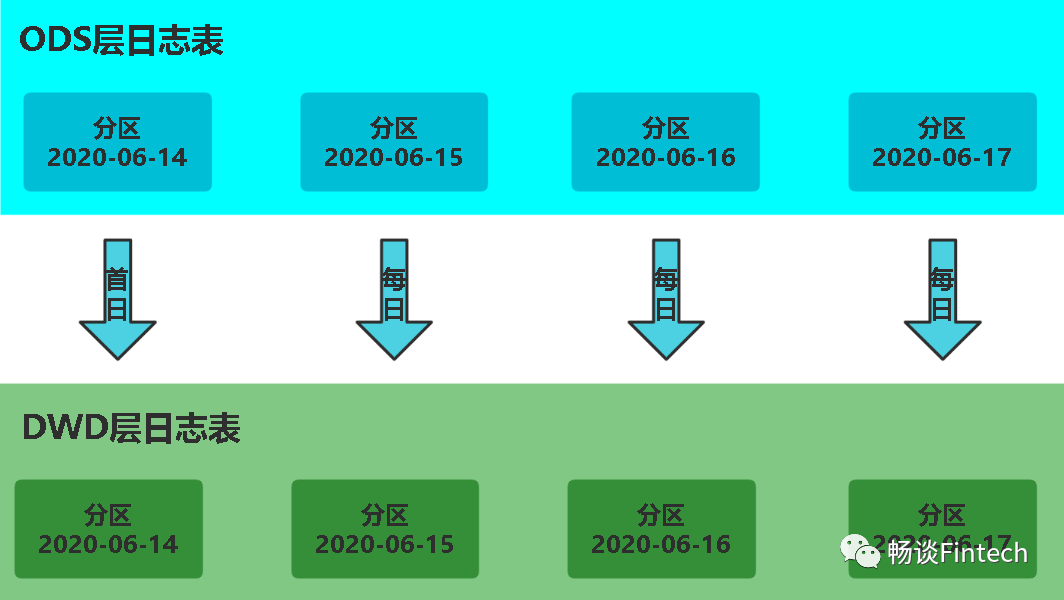 ODS层日志表
分区
2020-06-14
分区
2020-06-15
分区
2020-06-16
分区
2020-06-17
首
日
每
日
每
日
每
日
DWD层日志表
分区
2020-06-14
分区
2020-06-15
分区
2020-06-16
分区
2020-06-17
畅谈Fintech